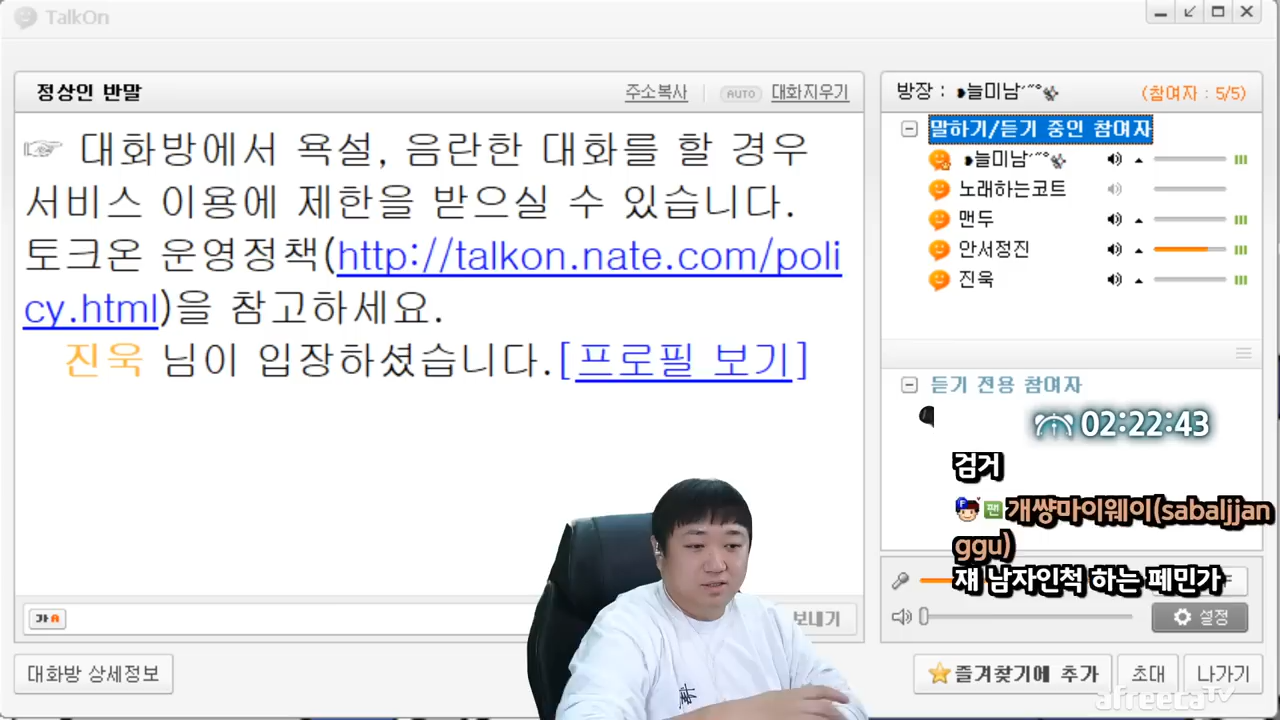 TalkOn
정상인 반말
주소복사
AUTO
대화지우기
☞ 대화방에서 욕설, 음란한 대화를 할 경우
서비스 이용에 제한을 받으실 수 있습니다.
토크온 운영정책(http://talkon.nate.com/poli
cy.html)을 참고하세요.
진욱 님이 입장하셨습니다.[프로필 보기]
가A
보내기
대화방 상세정보
방장 : 늘미남
(참여자 : 5/5)
말하기/듣기 중인 참여자
늘미남
노래하는코트
맨두
안서정진
진욱
듣기 전용 참여자
02:22:43
검거
F 팬 개썅마이웨이(sabaljjan
ggu)
쟤 남자인척 하는 폐민가
설정
즐겨찾기에 추가
초대
나가기
afreecaTV